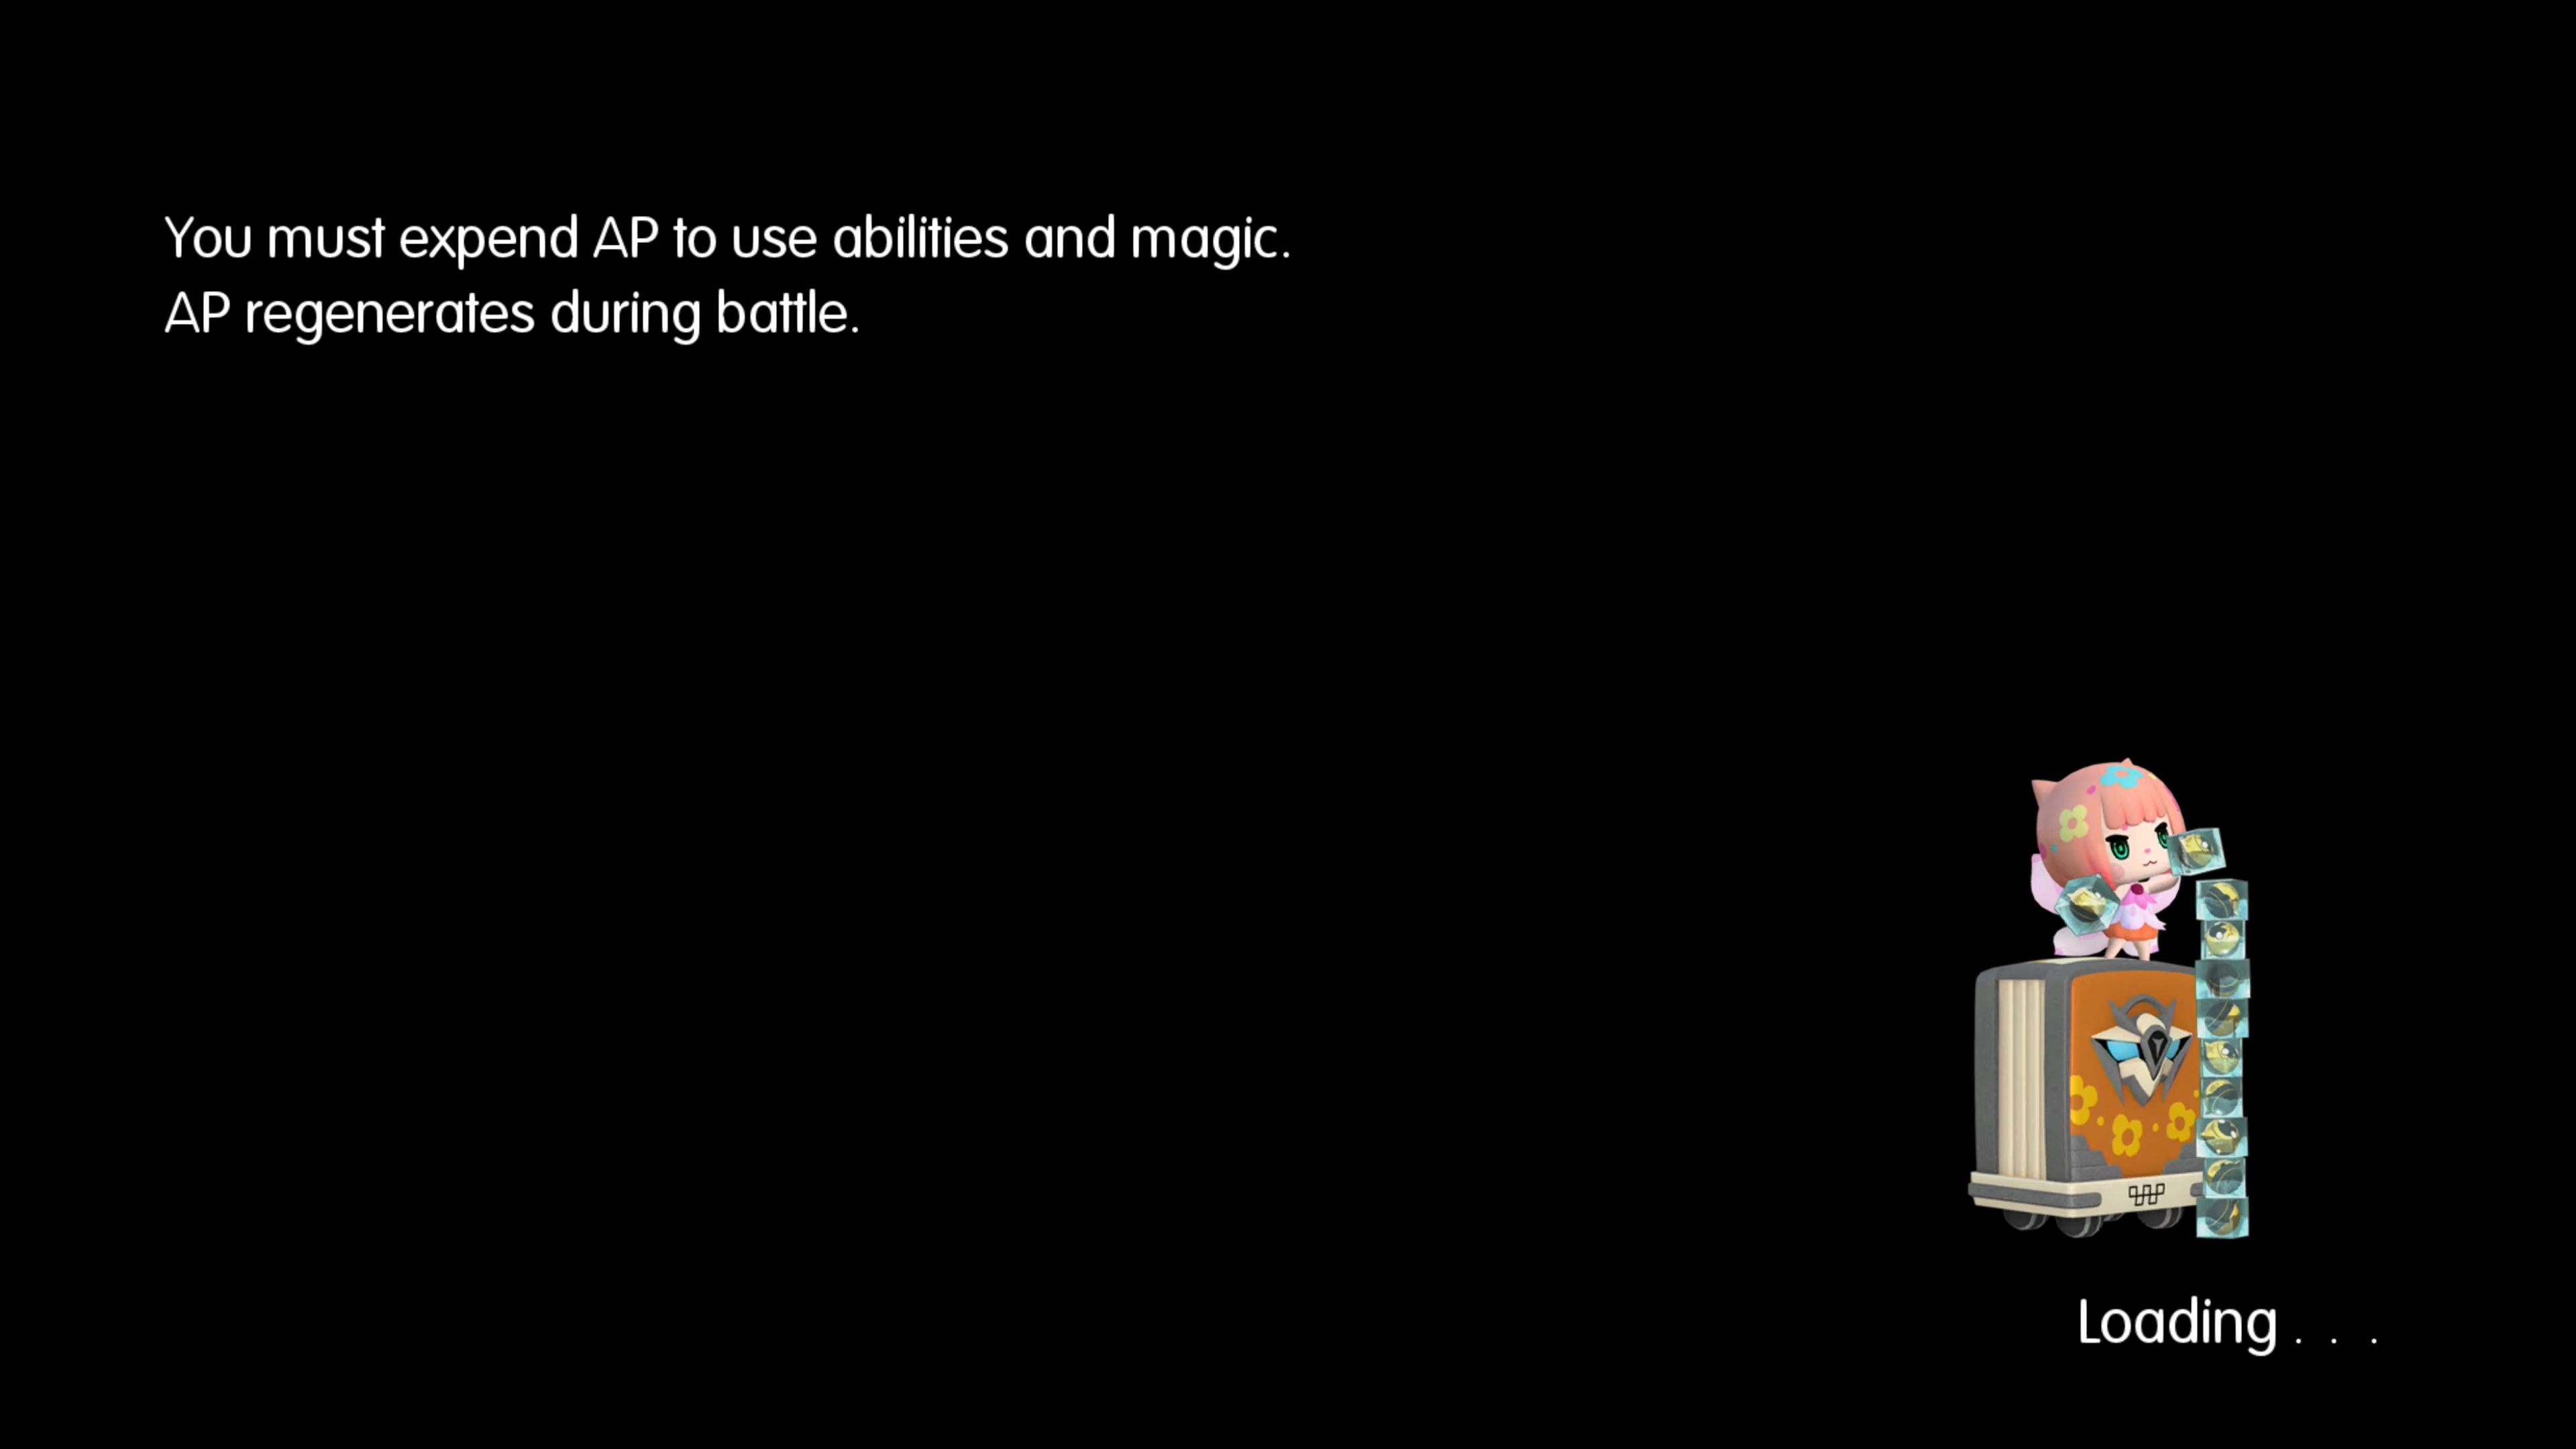 You must expend AP to use abilities and magic.
AP regenerates during battle.
Loading . . .